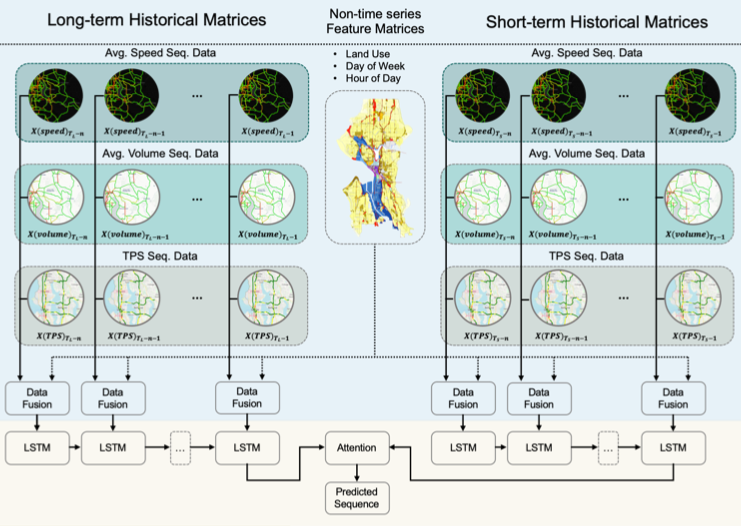 Long-term Historical Matrices
Non-time series
Feature Matrices
Short-term Historical Matrices
• Land Use
• Day of Week
• Hour of Day
Avg. Speed Seq. Data
X(speed)_{T_L-n}
X(speed)_{T_L-n-1}
...
X(speed)_{T_L-1}
Avg. Volume Seq. Data
X(volume)_{T_L-n}
X(volume)_{T_L-n-1}
...
X(volume)_{T_L-1}
TPS Seq. Data
X(TPS)_{T_L-n}
X(TPS)_{T_L-n-1}
...
X(TPS)_{T_L-1}
Avg. Speed Seq. Data
X(speed)_{T_s-n}
X(speed)_{T_s-n-1}
...
X(speed)_{T_s-1}
Avg. Volume Seq. Data
X(volume)_{T_s-n}
X(volume)_{T_s-n-1}
...
X(volume)_{T_s-1}
TPS Seq. Data
X(TPS)_{T_s-n}
X(TPS)_{T_s-n-1}
...
X(TPS)_{T_s-1}
Data
Fusion
Data
Fusion
Data
Fusion
Data
Fusion
Data
Fusion
Data
Fusion
LSTM
LSTM
...
LSTM
Attention
LSTM
LSTM
...
LSTM
Predicted
Sequence